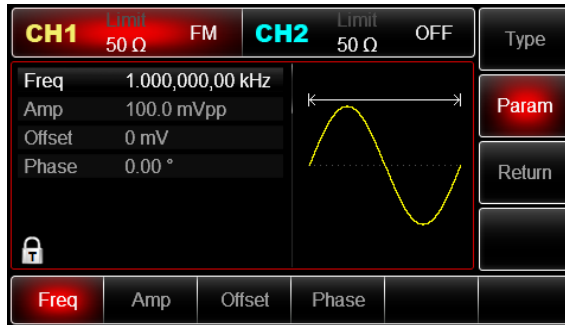 CH1 Limit 50 Ω FM CH2 Limit 50 Ω OFF
Type
Freq 1.000,000,00 kHz
Amp 100.0 mVpp
Offset 0 mV
Phase 0.00 °
Param
Return
T
Freq Amp Offset Phase